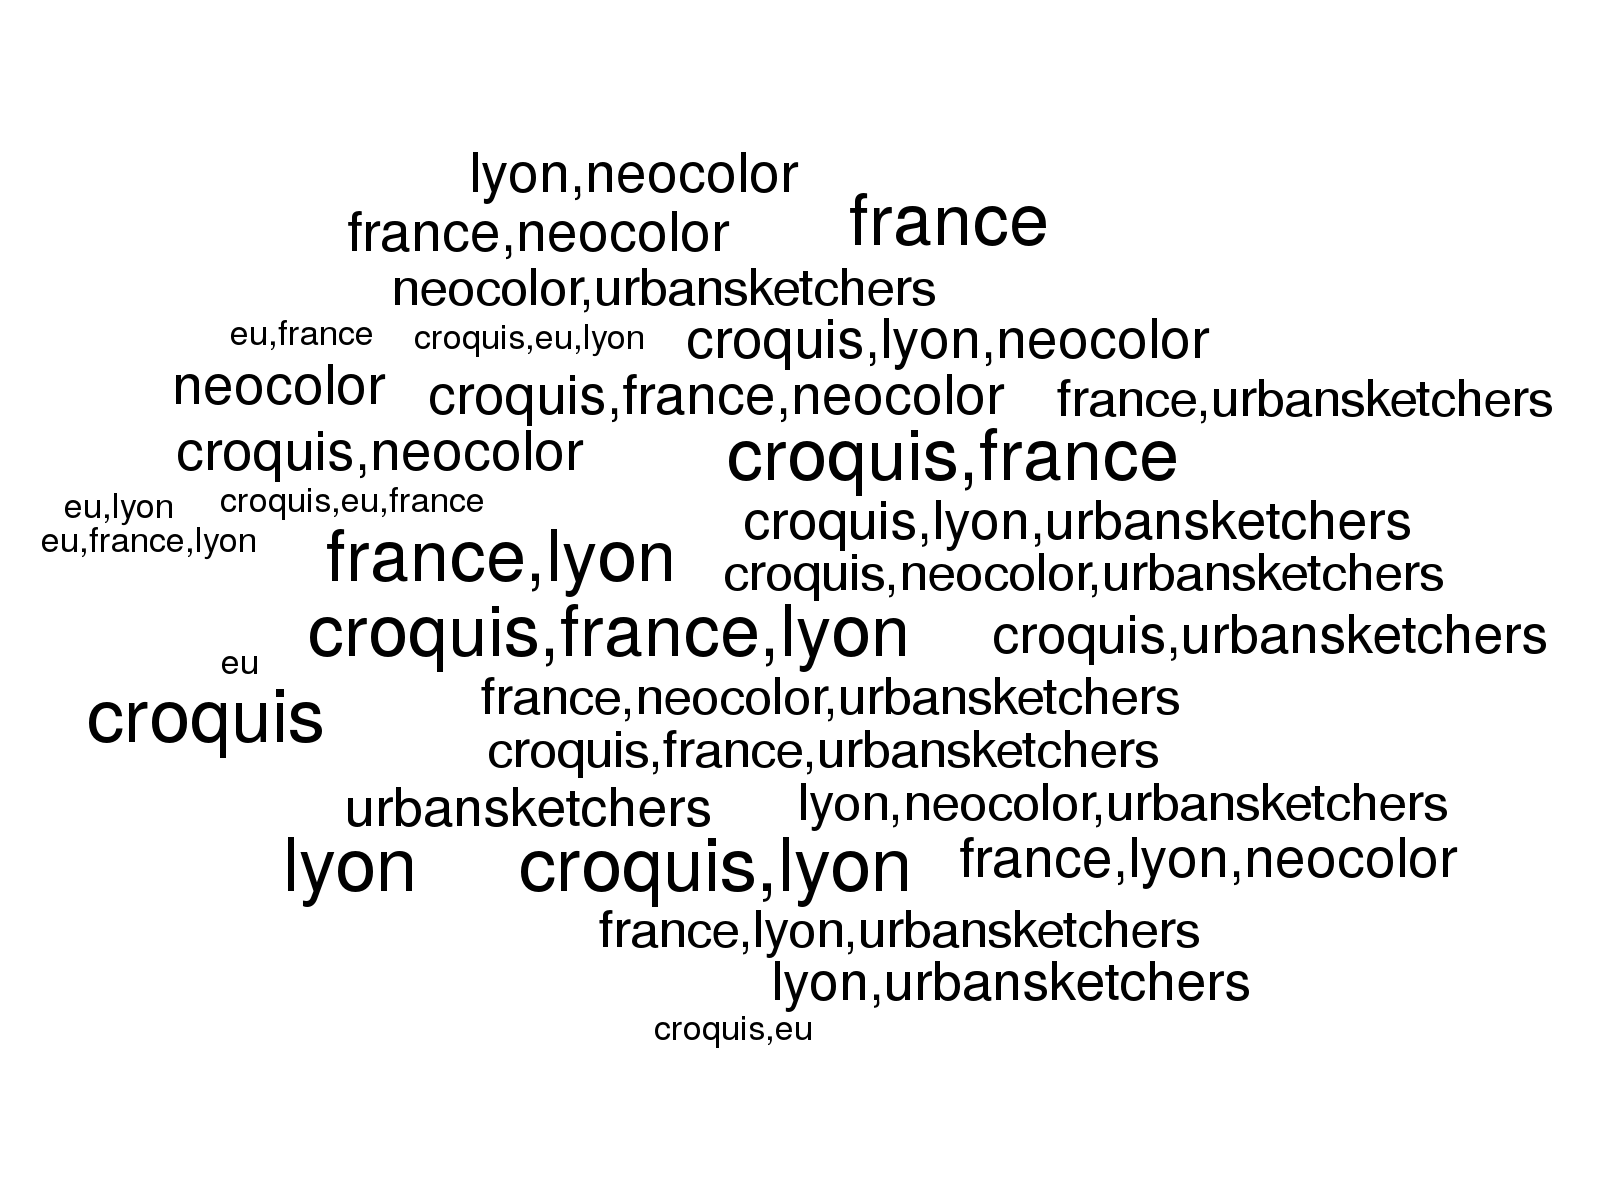 lyon,neocolor
france,neocolor
france
neocolor,urbansketchers
eu,france
croquis,eu,lyon
croquis,lyon,neocolor
neocolor
croquis,france,neocolor
france,urbansketchers
croquis,neocolor
croquis,france
eu,lyon
croquis,eu,france
croquis,lyon,urbansketchers
eu,france,lyon
france,lyon
croquis,neocolor,urbansketchers
croquis,france,lyon
croquis,urbansketchers
eu
croquis
france,neocolor,urbansketchers
croquis,france,urbansketchers
urbansketchers
lyon,neocolor,urbansketchers
lyon
croquis,lyon
france,lyon,neocolor
france,lyon,urbansketchers
lyon,urbansketchers
croquis,eu